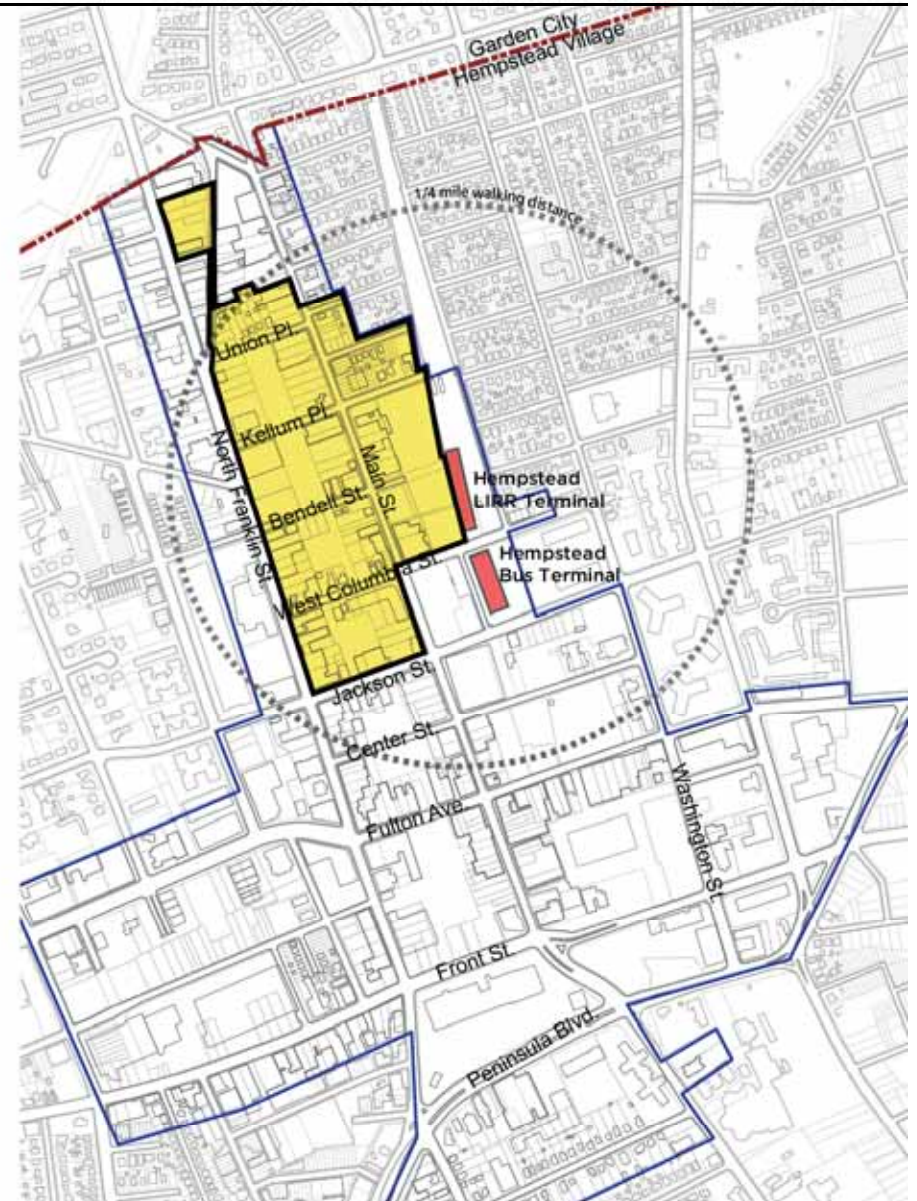 Garden City
Hempstead Village
1/4 mile walking distance
Union Pl.
Kellum Pl.
Main St.
North Franklin St.
Bendell St.
Hempstead
LIRR Terminal
Hempstead
Bus Terminal
West Columbia St.
Jackson St.
Center St.
Washington St.
Fulton Ave.
Front St.
Peninsula Blvd.